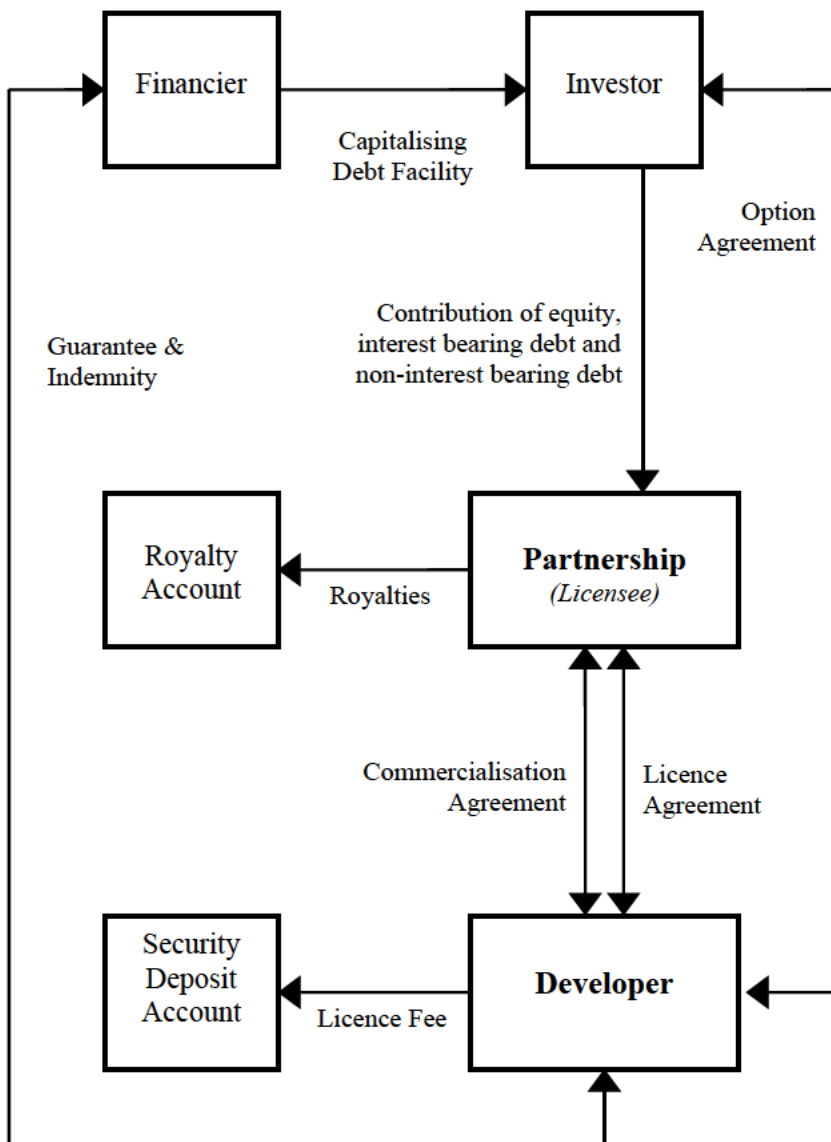 Financier
Investor
Capitalising
Debt Facility
Option
Agreement
Contribution of equity,
interest bearing debt and
non-interest bearing debt
Guarantee &
Indemnity
Royalty
Account
Royalties
Partnership
(Licensee)
Commercialisation
Agreement
Licence
Agreement
Security
Deposit
Account
Licence Fee
Developer